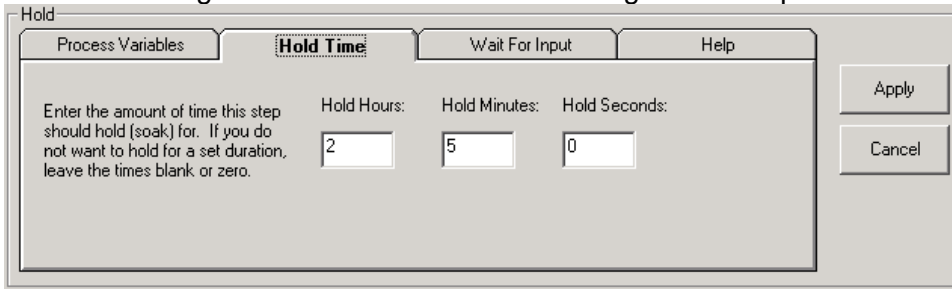 Hold
Process Variables
Hold Time
Wait For Input
Help
Enter the amount of time this step
should hold (soak) for. If you do
not want to hold for a set duration,
leave the times blank or zero.
Hold Hours: Hold Minutes: Hold Seconds:
2 5 0
Apply
Cancel